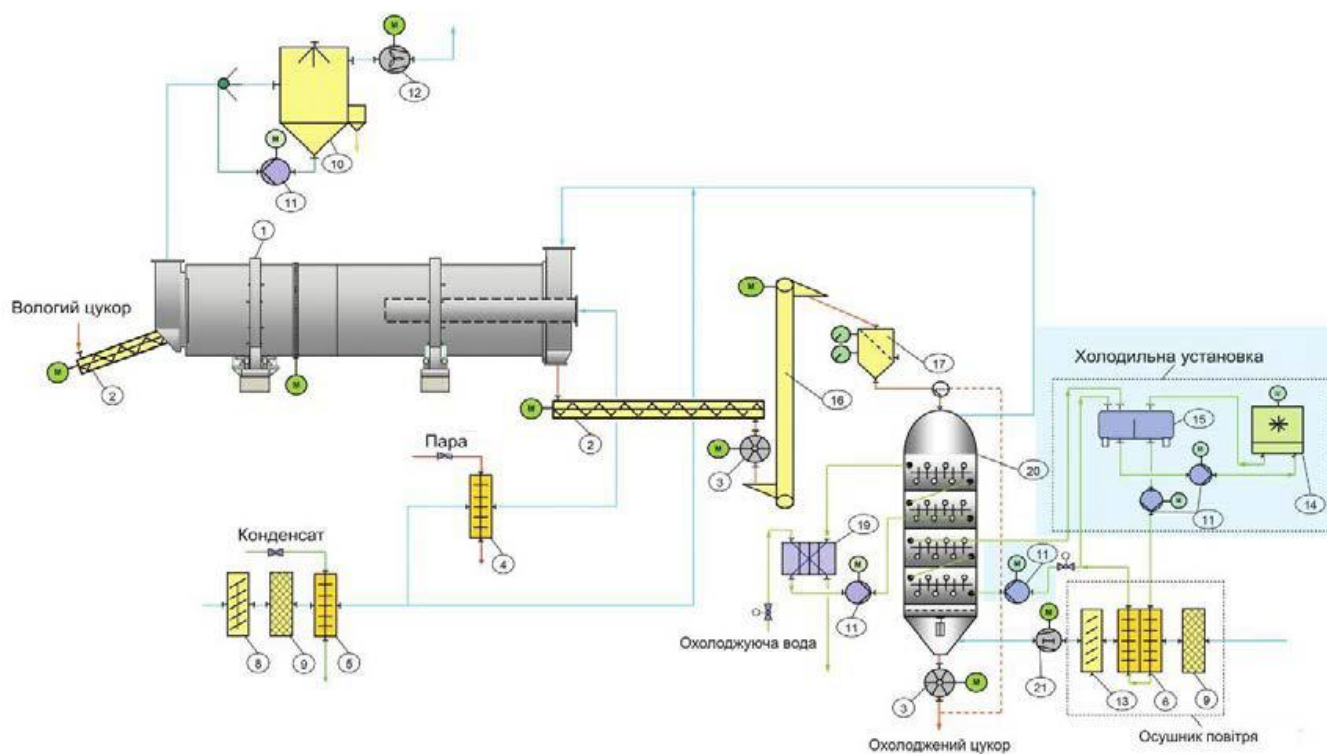 M
12
M
10
11
1
Вологий цукор
M
2
M
M
2
Пара
4
M
3
M
16
17
Холодильна установка
15
M
M
14
M
11
20
Конденсат
8
9
5
19
M
11
Охолоджуюча вода
M
11
M
21
13
6
9
Осушник повітря
3
M
Охолоджений цукор